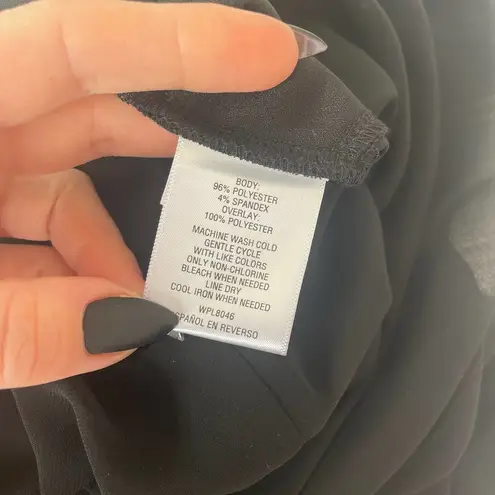 BODY:
96% POLYESTER
4% SPANDEX
OVERLAY:
100% POLYESTER
MACHINE WASH COLD
GENTLE CYCLE
WITH LIKE COLORS
ONLY NON-CHLORINE
BLEACH WHEN NEEDED
LINE DRY
COOL IRON WHEN NEEDED
WPL8046
SPAÑOL EN REVERSO